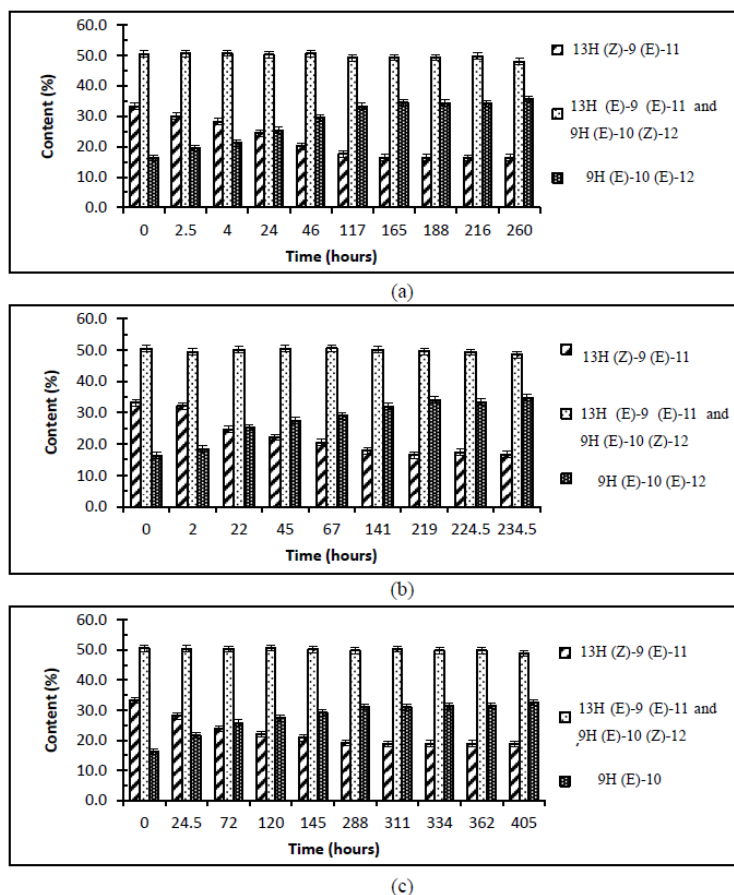 60.0
50.0
40.0
30.0
20.0
10.0
0.0
Content (%)
0 2.5 4 24 46 117 165 188 216 260
Time (hours)
13H (Z)-9 (E)-11
13H (E)-9 (E)-11 and
9H (E)-10 (Z)-12
9H (E)-10 (E)-12
(a)
60.0
50.0
40.0
30.0
20.0
10.0
0.0
Content (%)
0 2 22 45 67 141 219 224.5 234.5
Time (hours)
13H (Z)-9 (E)-11
13H (E)-9 (E)-11 and
9H (E)-10 (Z)-12
9H (E)-10 (E)-12
(b)
60.0
50.0
40.0
30.0
20.0
10.0
0.0
Content (%)
0 24.5 72 120 145 288 311 334 362 405
Time (hours)
13H (Z)-9 (E)-11
13H (E)-9 (E)-11 and
9H (E)-10 (Z)-12
9H (E)-10
(c)